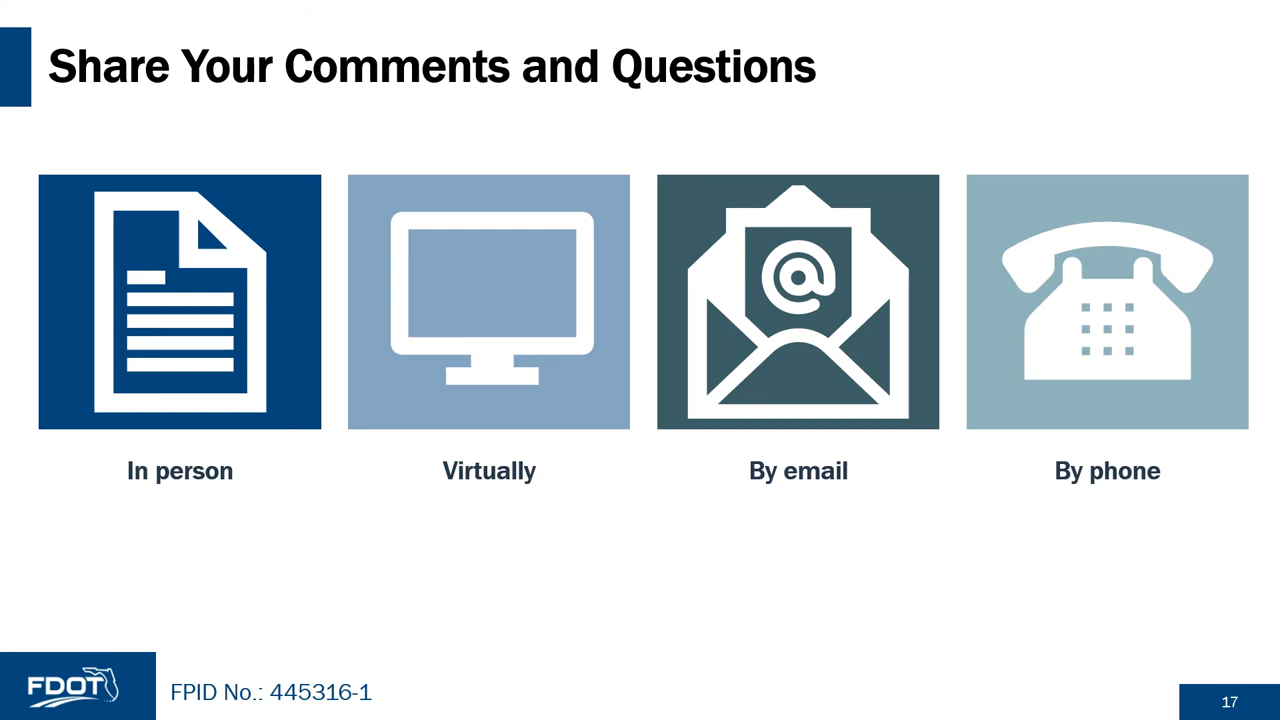 Share Your Comments and Questions
@
In person
Virtually
By email
By phone
FDOT
FPID No.: 445316-1
17